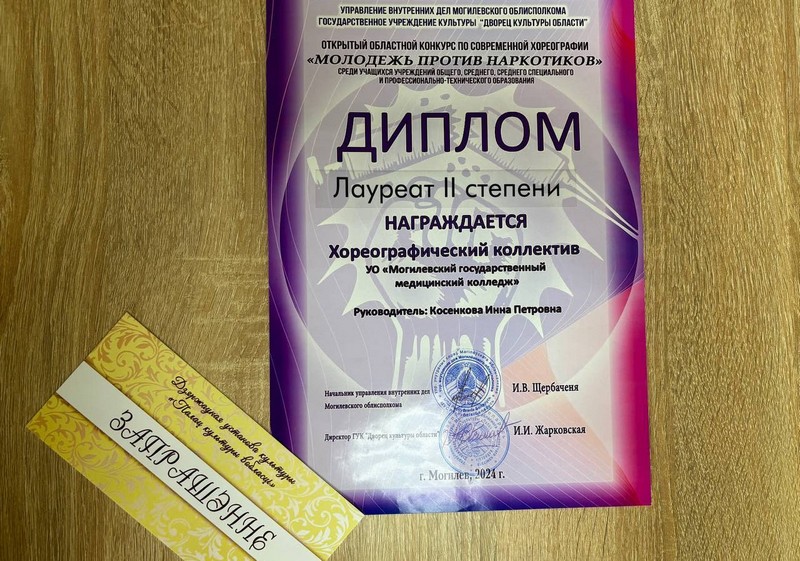 УПРАВЛЕНИЕ ВНУТРЕННИХ ДЕЛ МОГИЛЕВСКОГО ОБЛИСПОЛКОМА
ГОСУДАРСТВЕННОЕ УЧРЕЖДЕНИЕ КУЛЬТУРЫ "ДВОРЕЦ КУЛЬТУРЫ ОБЛАСТИ"
ОТКРЫТЫЙ ОБЛАСТНОЙ КОНКУРС ПО СОВРЕМЕННОЙ ХОРЕОГРАФИИ
«МОЛОДЕЖЬ ПРОТИВ НАРКОТИКОВ»
СРЕДИ УЧАЩИХСЯ УЧРЕЖДЕНИЙ ОБЩЕГО, СРЕДНЕГО, СРЕДНЕГО СПЕЦИАЛЬНОГО
И ПРОФЕССИОНАЛЬНО-ТЕХНИЧЕСКОГО ОБРАЗОВАНИЯ
ДИПЛОМ
Лауреат II степени
НАГРАЖДАЕТСЯ
Хореографический коллектив
УО «Могилевский государственный
медицинский колледж»
Руководитель: Косенкова Инна Петровна
Начальник управления внутренних дел
Могилевского облисполкома
И.В. Щербаченя
Директор ГУК "Дворец культуры области"
И.И. Жарковская
г. Могилев, 2024 г.
Дзяржаўная установа культуры
«Палац культуры вобласці»
ЗАПРАШЭННЕ